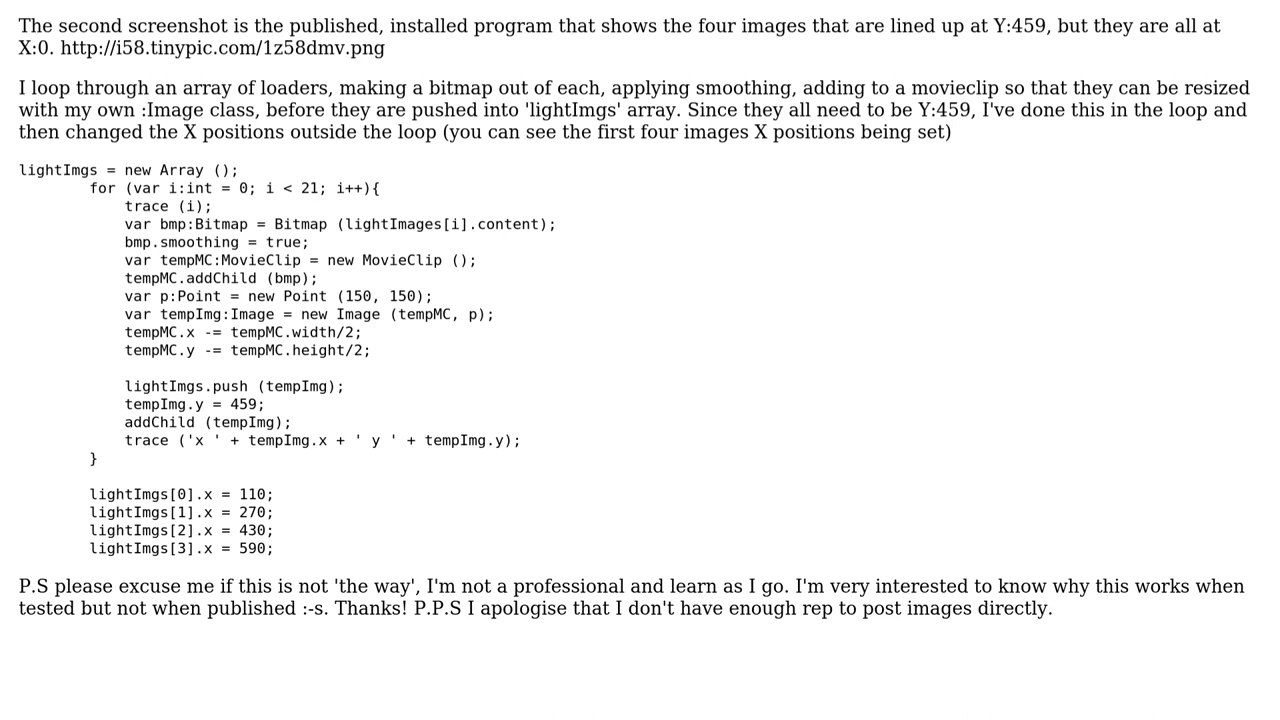 The second screenshot is the published, installed program that shows the four images that are lined up at Y:459, but they are all at
X:0. http://i58.tinypic.com/1z58dmv.png
I loop through an array of loaders, making a bitmap out of each, applying smoothing, adding to a movieclip so that they can be resized
with my own :Image class, before they are pushed into 'lightImgs' array. Since they all need to be Y:459, I've done this in the loop and
then changed the X positions outside the loop (you can see the first four images X positions being set)
lightImgs = new Array ();
for (var i:int = 0; i < 21; i++){
trace (i);
var bmp:Bitmap = Bitmap (lightImages[i].content);
bmp.smoothing = true;
var tempMC:MovieClip = new MovieClip ();
tempMC.addChild (bmp);
var p:Point = new Point (150, 150);
var tempImg:Image = new Image (tempMC, p);
tempMC.x -= tempMC.width/2;
tempMC.y -= tempMC.height/2;
lightImgs.push (tempImg);
tempImg.y = 459;
addChild (tempImg);
trace ('x ' + tempImg.x + ' y ' + tempImg.y);
}
lightImgs[0].x = 110;
lightImgs[1].x = 270;
lightImgs[2].x = 430;
lightImgs[3].x = 590;
P.S please excuse me if this is not 'the way', I'm not a professional and learn as I go. I'm very interested to know why this works when
tested but not when published :-s. Thanks! P.P.S I apologise that I don't have enough rep to post images directly.